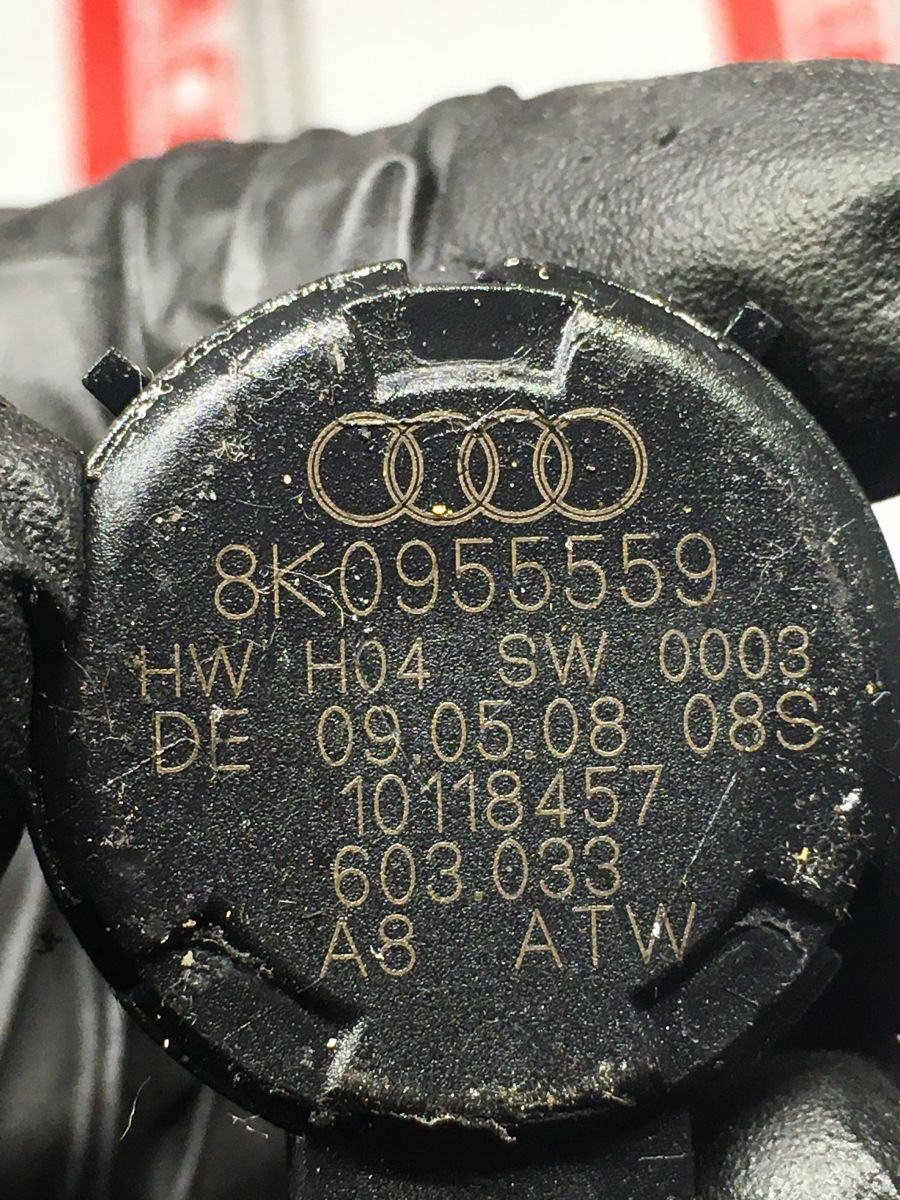 8K0955559
HW H04 SW 0003
DE 09.05.08 08S
10118457
603.033
A8 ATW